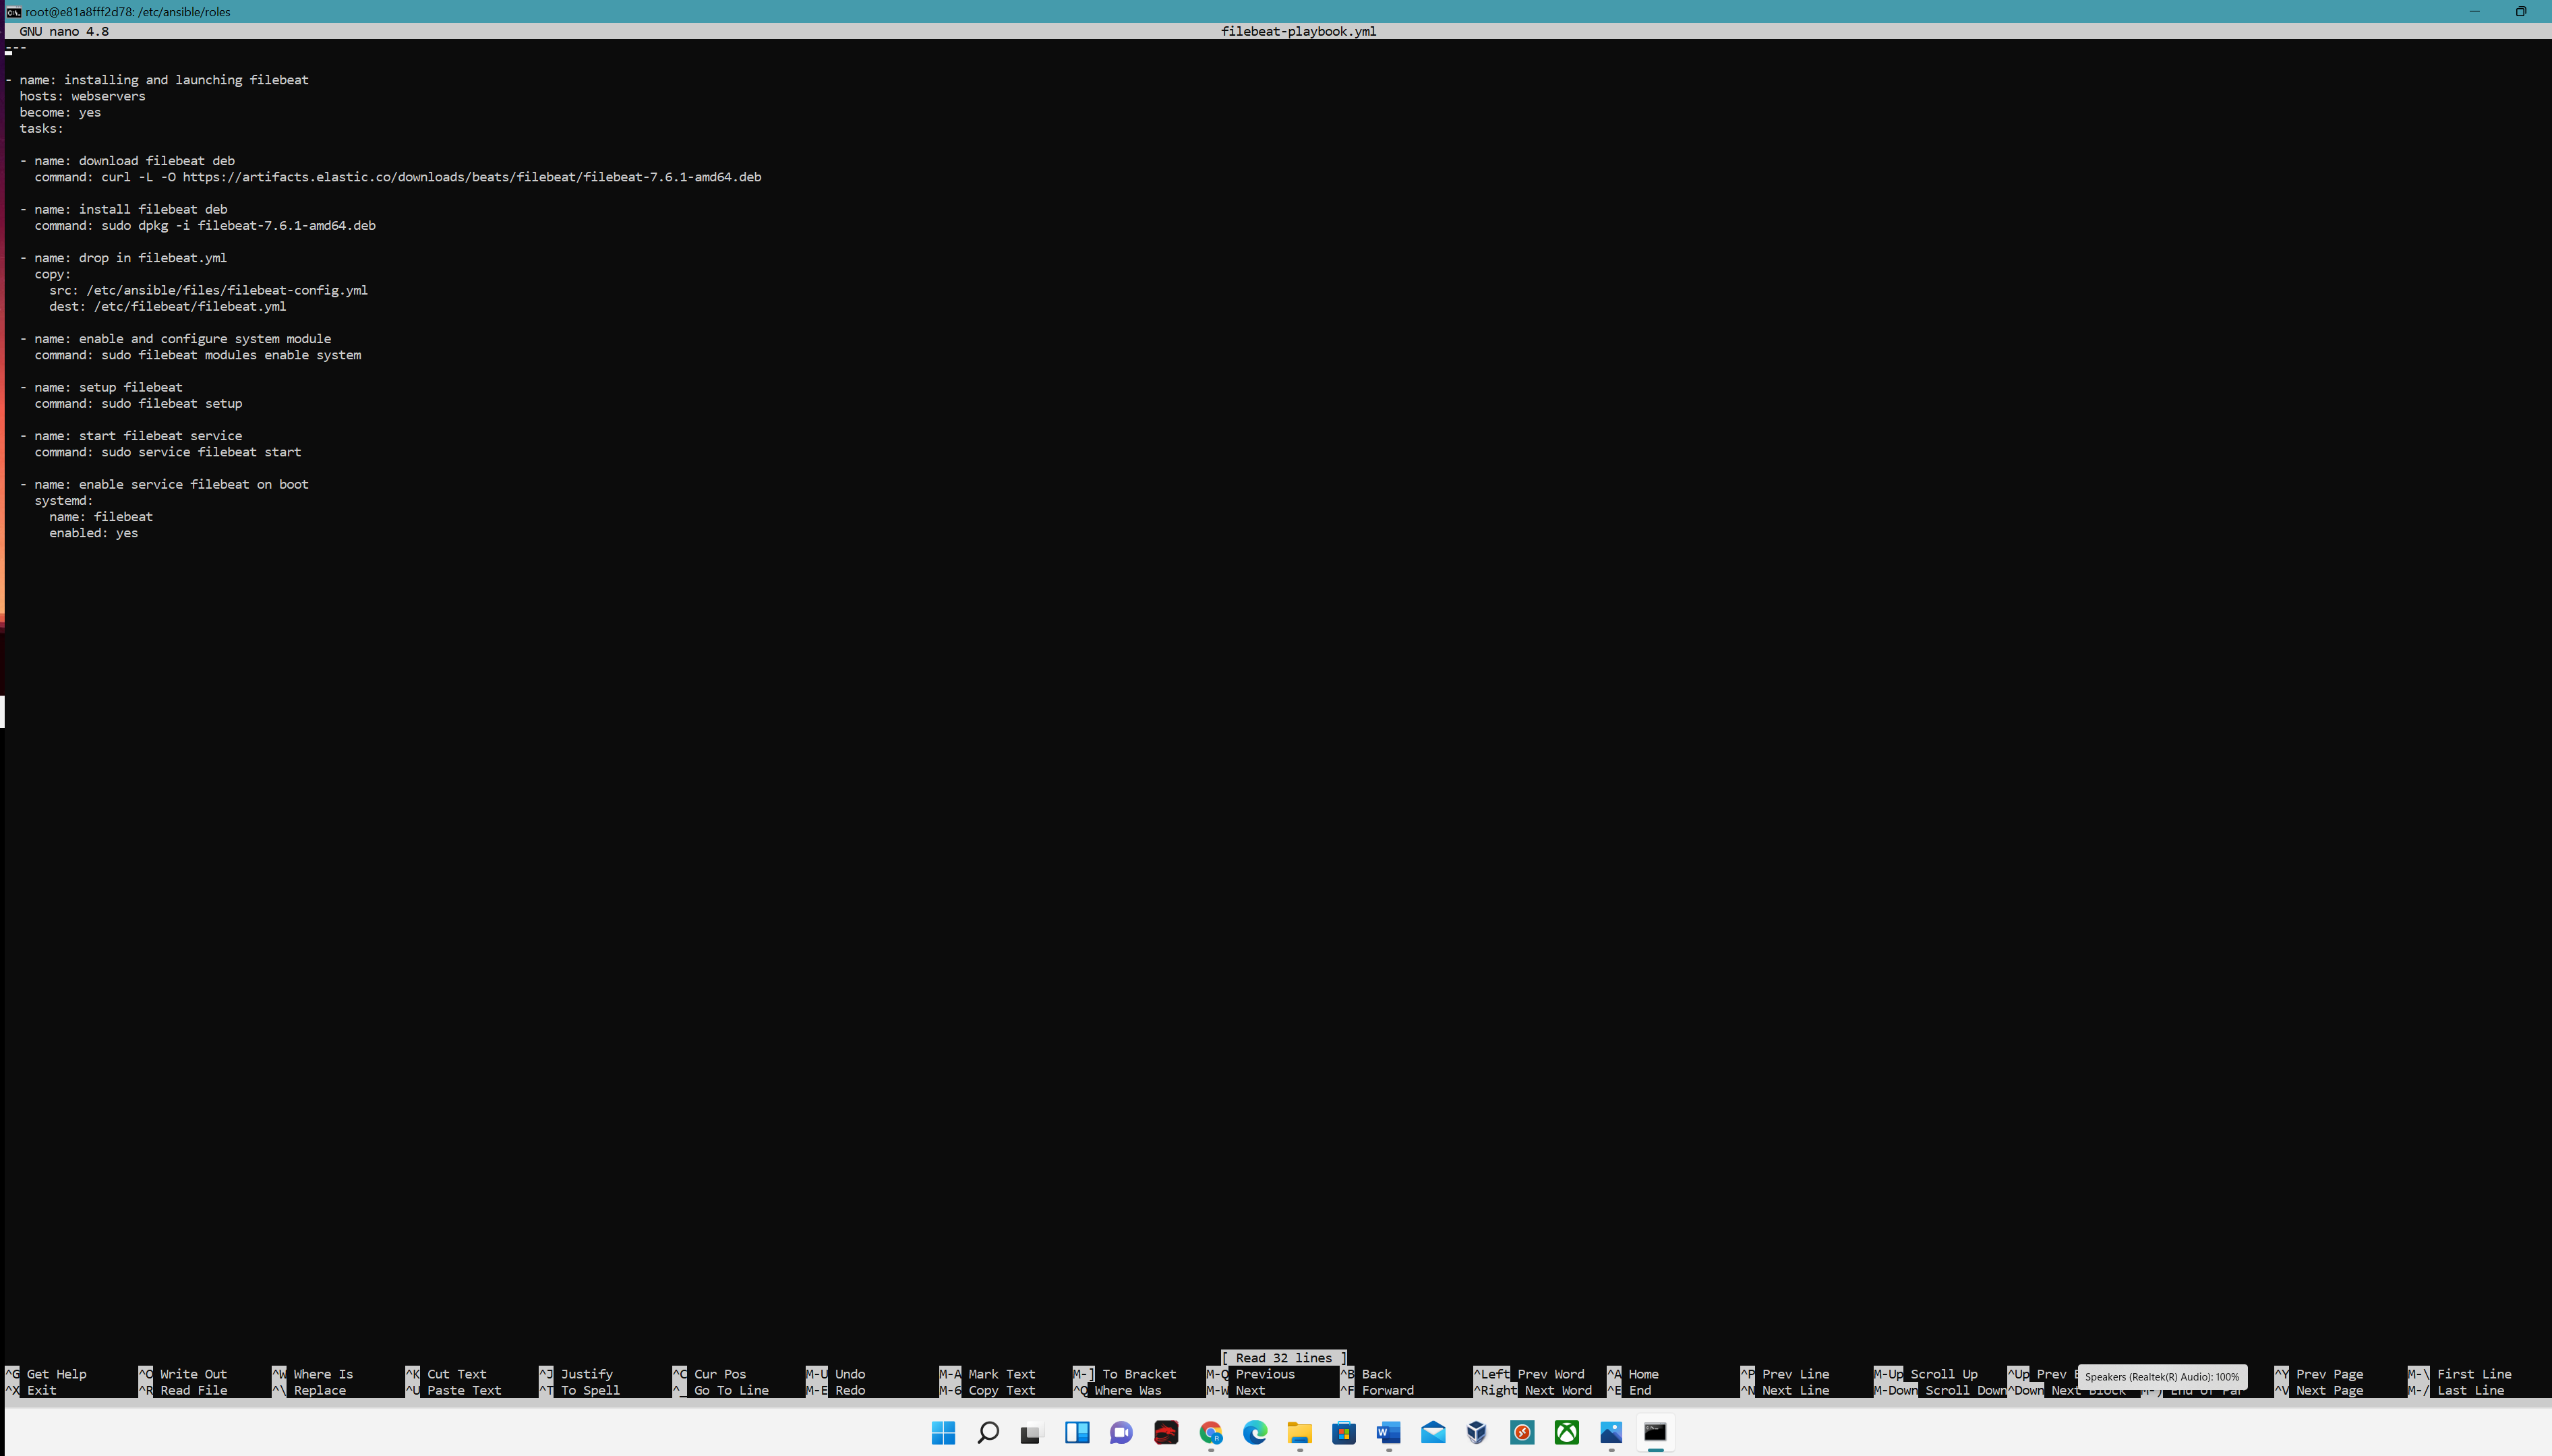 root@e81a8fff2d78: /etc/ansible/roles
GNU nano 4.8 filebeat-playbook.yml
---
- name: installing and launching filebeat
  hosts: webservers
  become: yes
  tasks:
  - name: download filebeat deb
    command: curl -L -O https://artifacts.elastic.co/downloads/beats/filebeat/filebeat-7.6.1-amd64.deb
  - name: install filebeat deb
    command: sudo dpkg -i filebeat-7.6.1-amd64.deb
  - name: drop in filebeat.yml
    copy:
      src: /etc/ansible/files/filebeat-config.yml
      dest: /etc/filebeat/filebeat.yml
  - name: enable and configure system module
    command: sudo filebeat modules enable system
  - name: setup filebeat
    command: sudo filebeat setup
  - name: start filebeat service
    command: sudo service filebeat start
  - name: enable service filebeat on boot
    systemd:
      name: filebeat
      enabled: yes
[ Read 32 lines ]
^G Get Help ^O Write Out ^W Where Is ^K Cut Text ^J Justify ^C Cur Pos M-U Undo M-A Mark Text M-] To Bracket M-Q Previous ^B Back ^Left Prev Word ^A Home ^P Prev Line M-Up Scroll Up ^Up Prev ^Y Prev Page M-\ First Line
Speakers (Realtek(R) Audio): 100%
^X Exit ^R Read File ^\ Replace ^U Paste Text ^T To Spell ^_ Go To Line M-E Redo M-6 Copy Text ^Q Where Was M-W Next ^F Forward ^Right Next Word ^E End ^N Next Line M-Down Scroll Down ^Down Next Block M-) End Of Par ^V Next Page M-/ Last Line